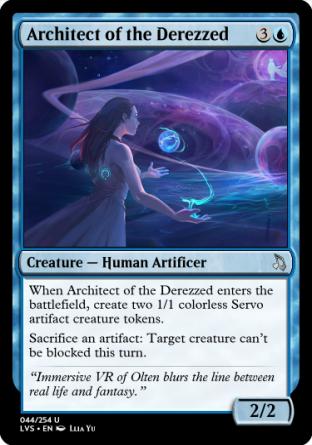 Architect of the Derezzed 3
Creature — Human Artificer
When Architect of the Derezzed enters the
battlefield, create two 1/1 colorless Servo
artifact creature tokens.
Sacrifice an artifact: Target creature can't
be blocked this turn.
"Immersive VR of Olten blurs the line between
real life and fantasy."
2/2
044/254 U
LVS • EN Liia Yu